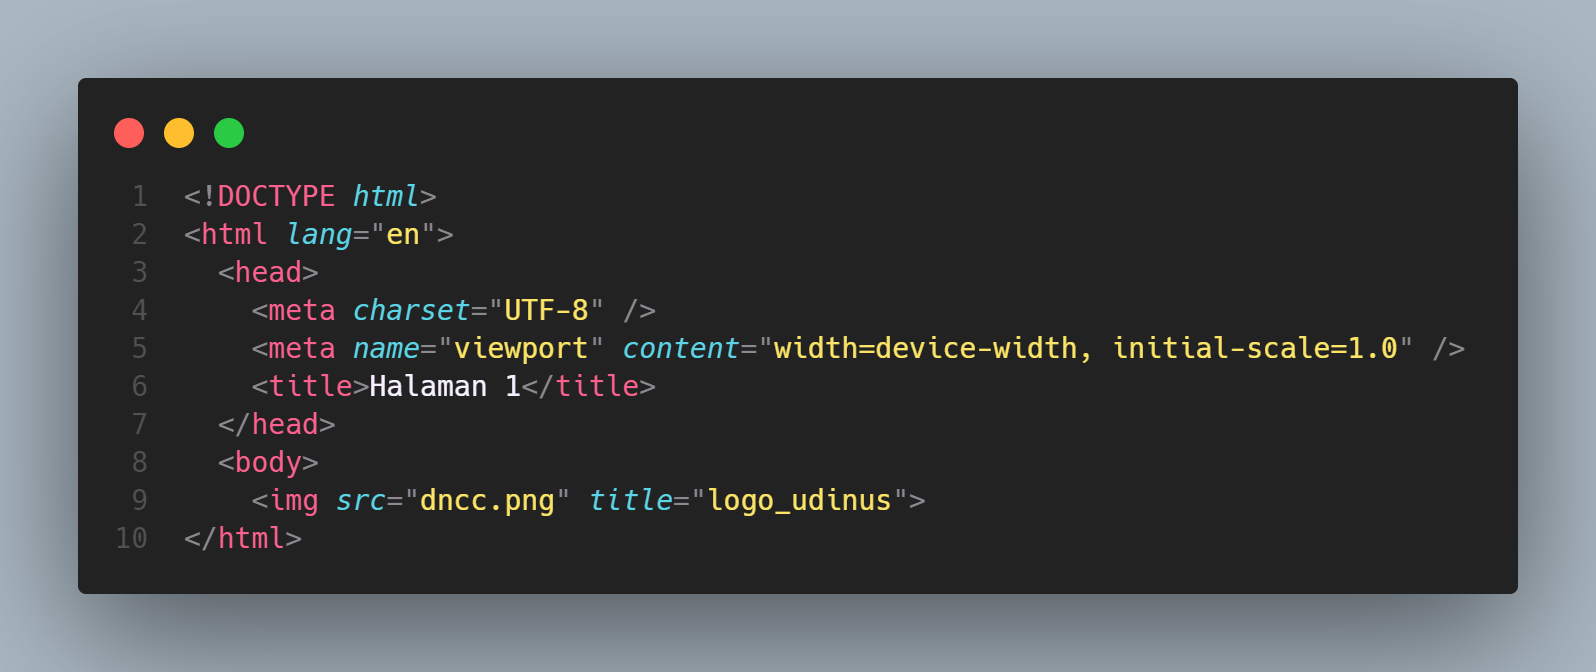 1 <!DOCTYPE html>
2 <html lang="en">
3   <head>
4     <meta charset="UTF-8" />
5     <meta name="viewport" content="width=device-width, initial-scale=1.0" />
6     <title>Halaman 1</title>
7   </head>
8   <body>
9     <img src="dncc.png" title="logo_udinus">
10 </html>